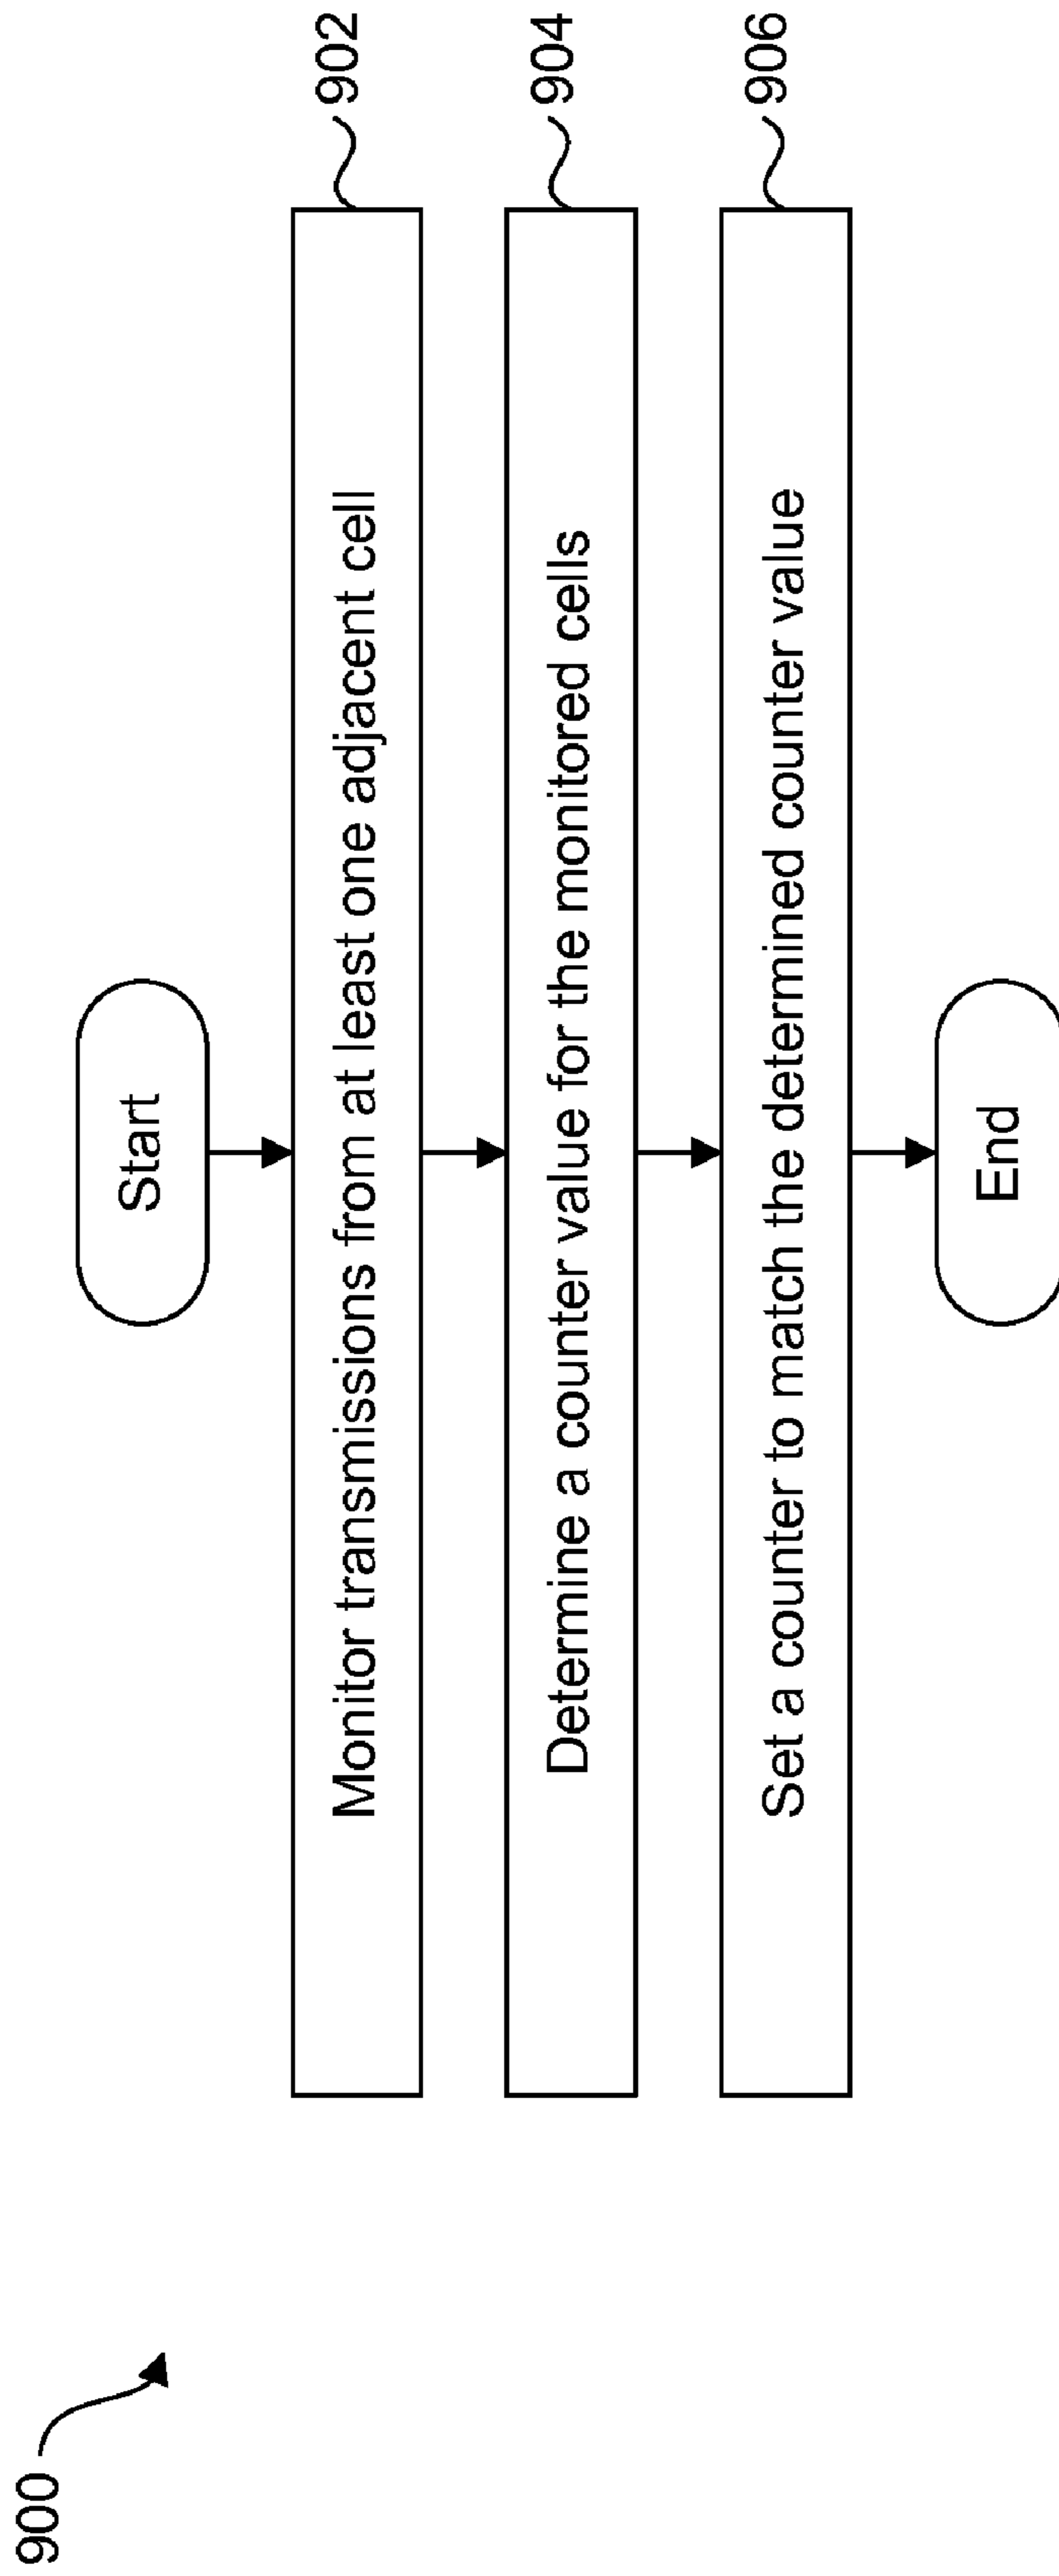 900
Start
Monitor transmissions from at least one adjacent cell
902
Determine a counter value for the monitored cells
904
Set a counter to match the determined counter value
906
End